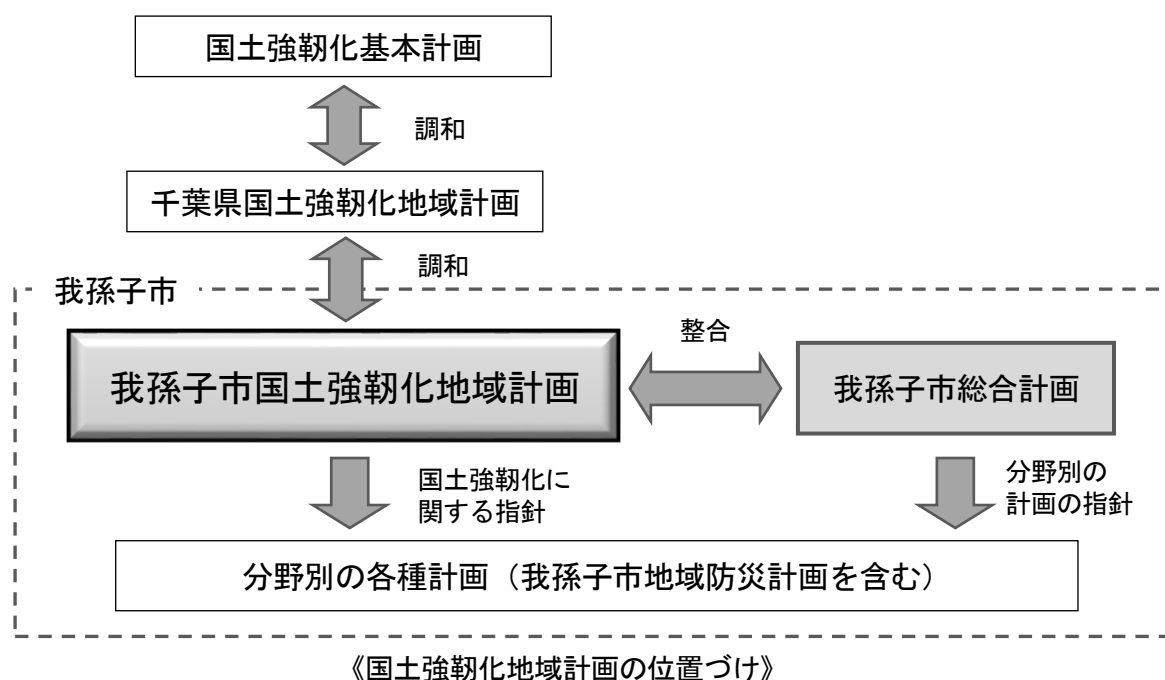 国土強靭化基本計画
調和
千葉県国土強靭化地域計画
調和
我孫子市
整合
我孫子市国土強靭化地域計画
我孫子市総合計画
国土強靭化に
関する指針
分野別の
計画の指針
分野別の各種計画（我孫子市地域防災計画を含む）
《国土強靭化地域計画の位置づけ》